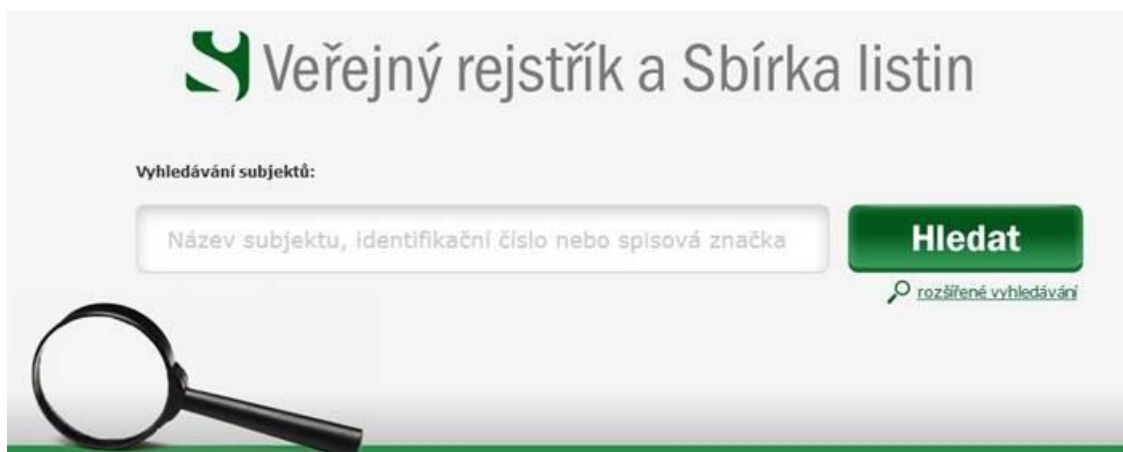 Veřejný rejstřík a Sbírka listin
Vyhledávání subjektů:
Název subjektu, identifikační číslo nebo spisová značka
Hledat
rozšířené vyhledávání